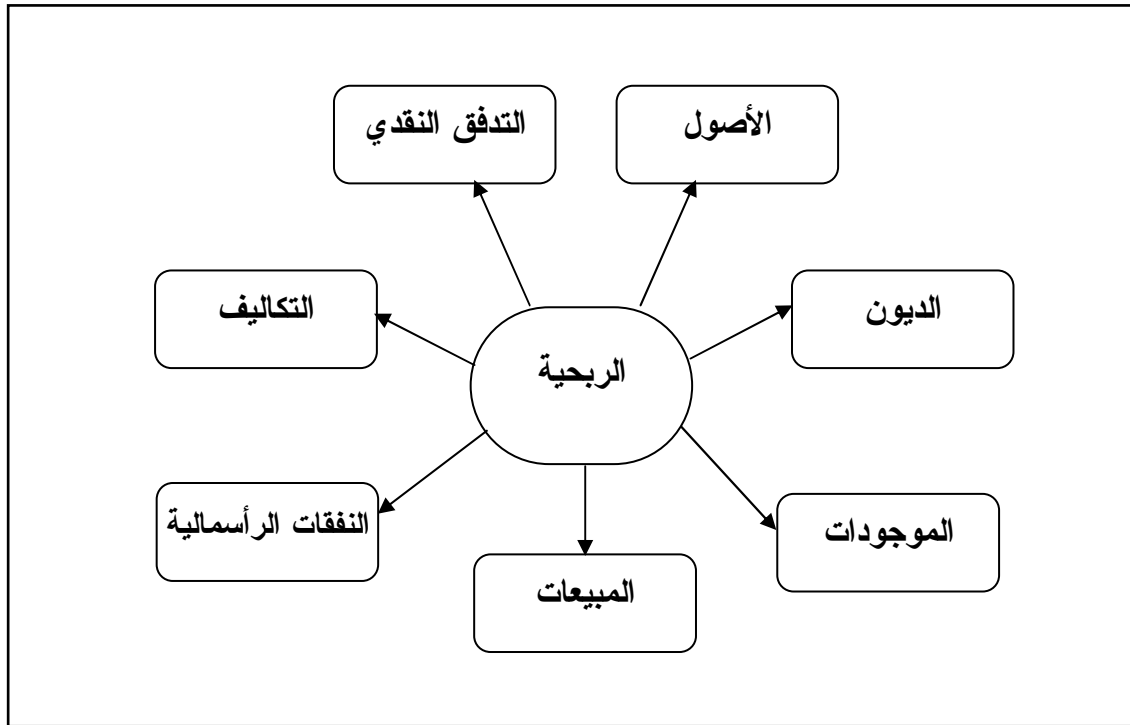 الأصول
التدفق النقدي
الديون
التكاليف
الربحية
الموجودات
النفقات الرأسمالية
المبيعات